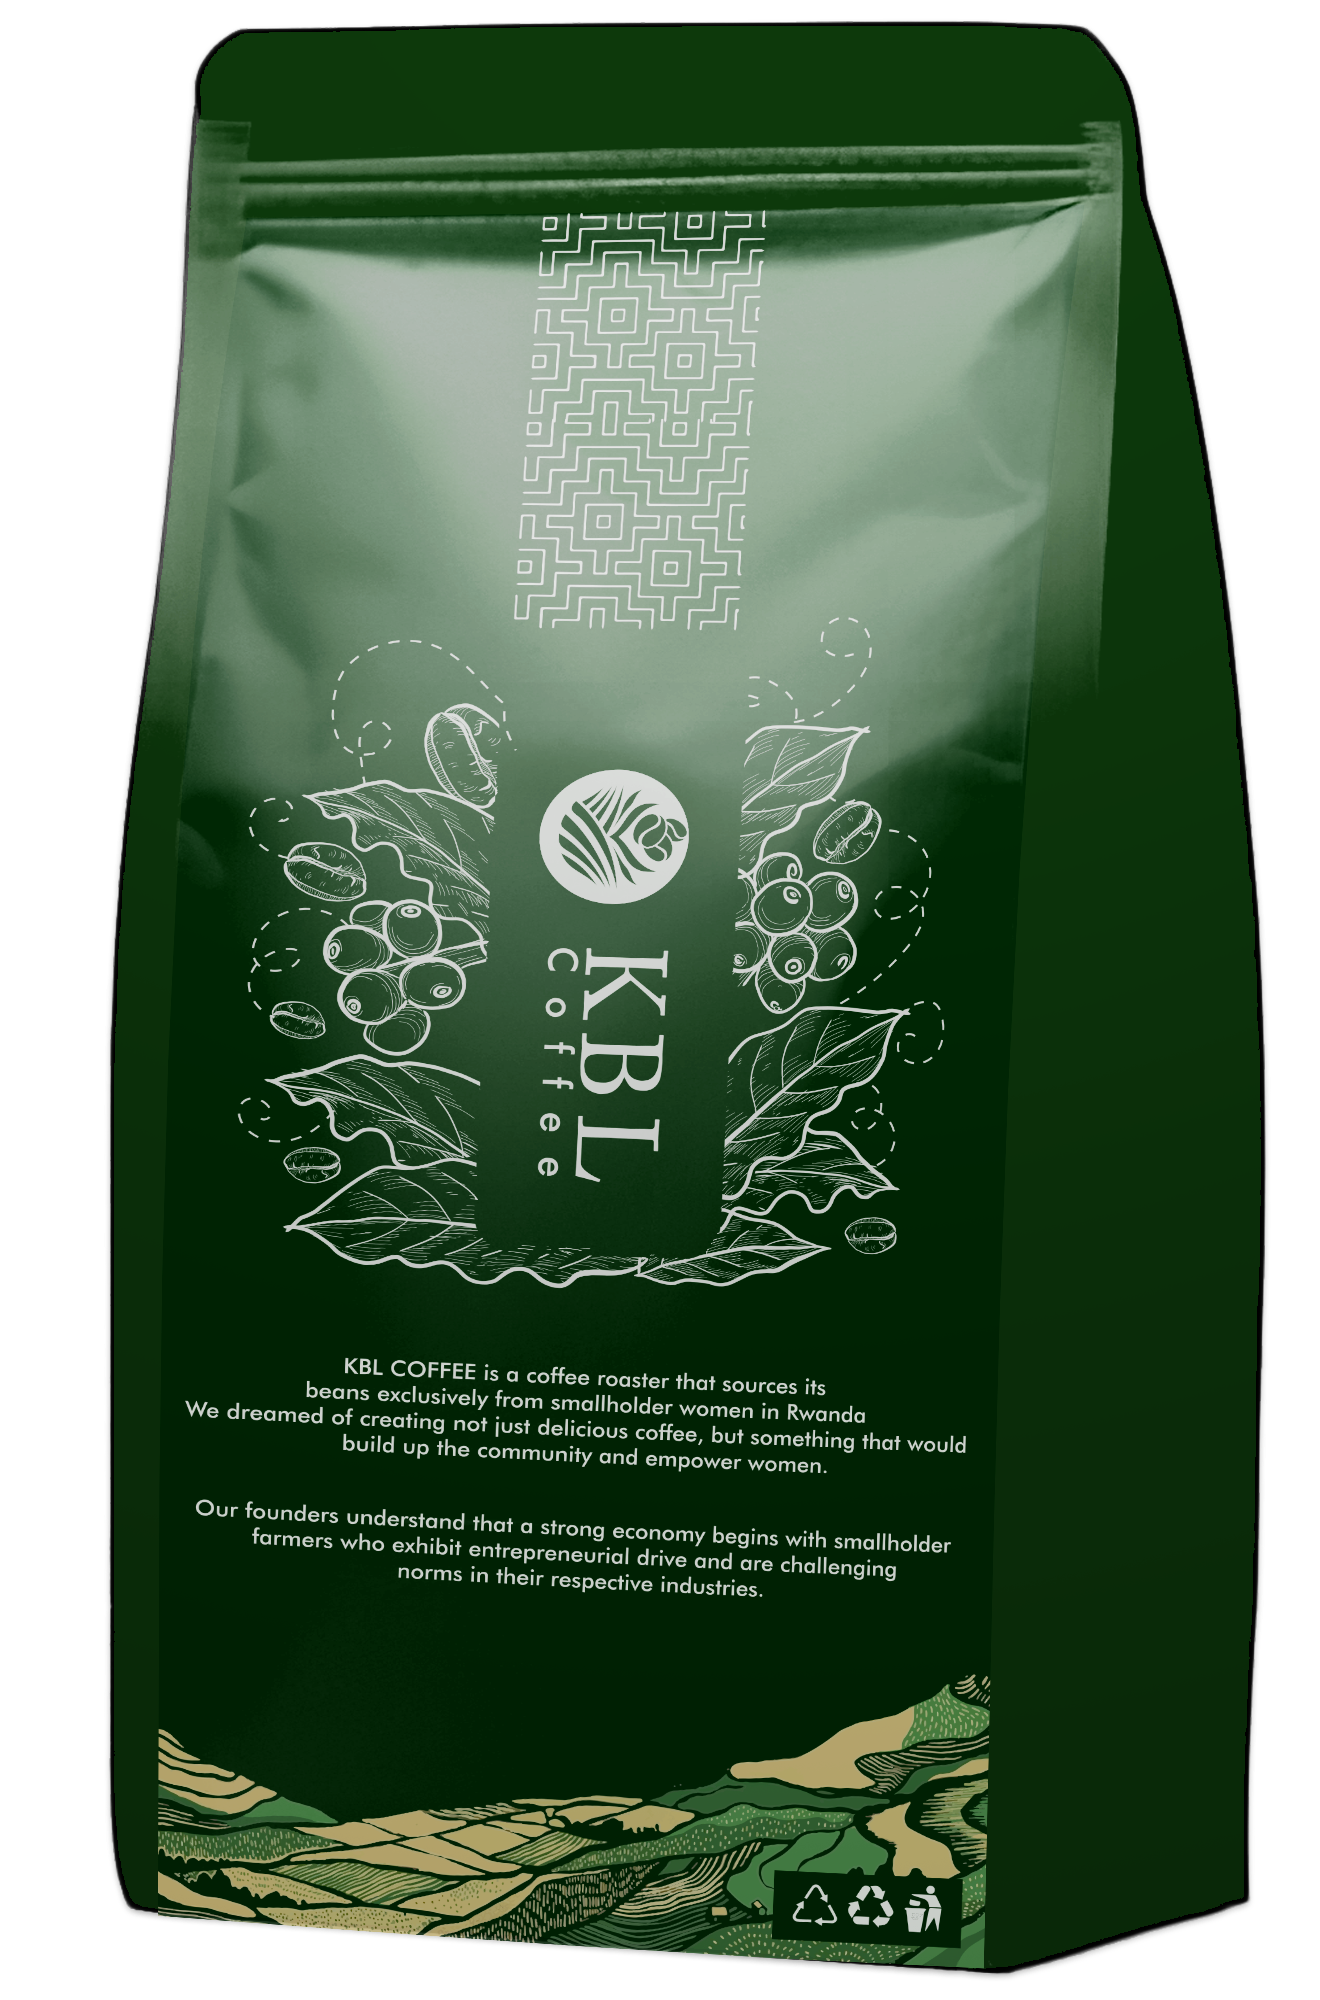 KBL
Coffee
KBL COFFEE is a coffee roaster that sources its
beans exclusively from smallholder women in Rwanda
We dreamed of creating not just delicious coffee, but something that would
build up the community and empower women.
Our founders understand that a strong economy begins with smallholder
farmers who exhibit entrepreneurial drive and are challenging
norms in their respective industries.